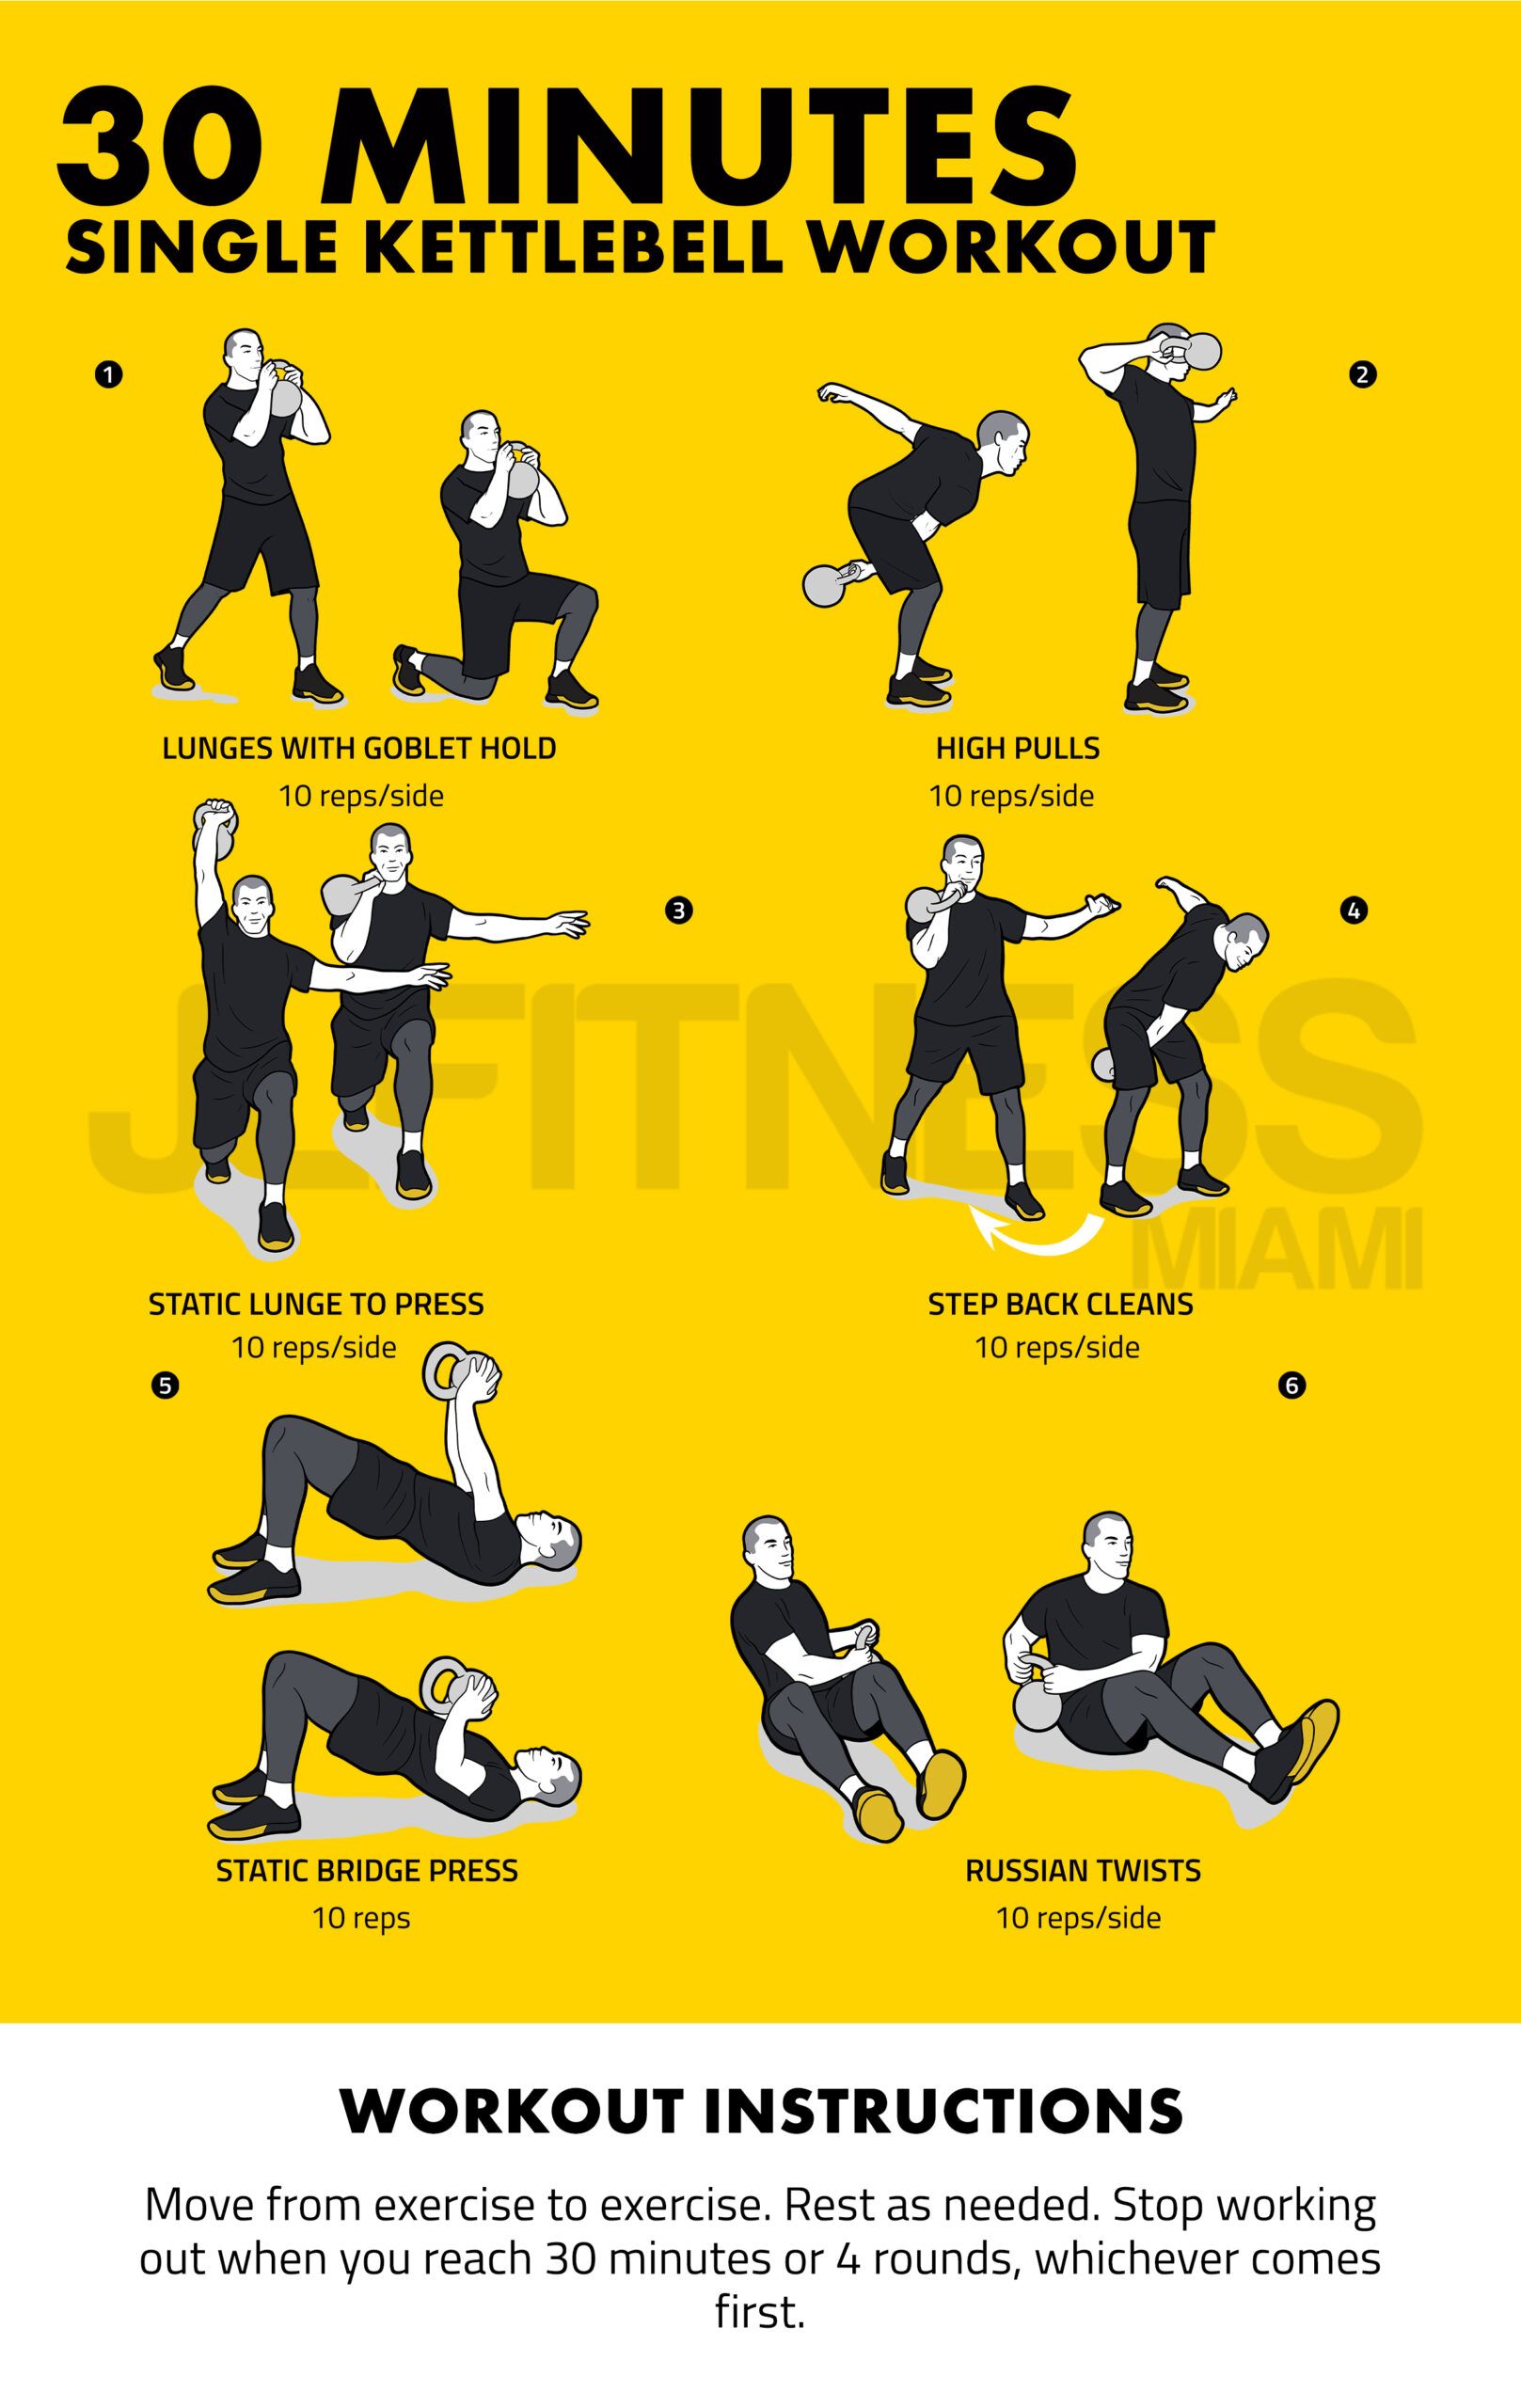 30 MINUTES
SINGLE KETTLEBELL WORKOUT
1
2
LUNGES WITH GOBLET HOLD
10 reps/side
HIGH PULLS
10 reps/side
3
4
FITNESS
MIAMI
STATIC LUNGE TO PRESS
10 reps/side
STEP BACK CLEANS
10 reps/side
5
6
STATIC BRIDGE PRESS
10 reps
RUSSIAN TWISTS
10 reps/side
WORKOUT INSTRUCTIONS
Move from exercise to exercise. Rest as needed. Stop working
out when you reach 30 minutes or 4 rounds, whichever comes
first.